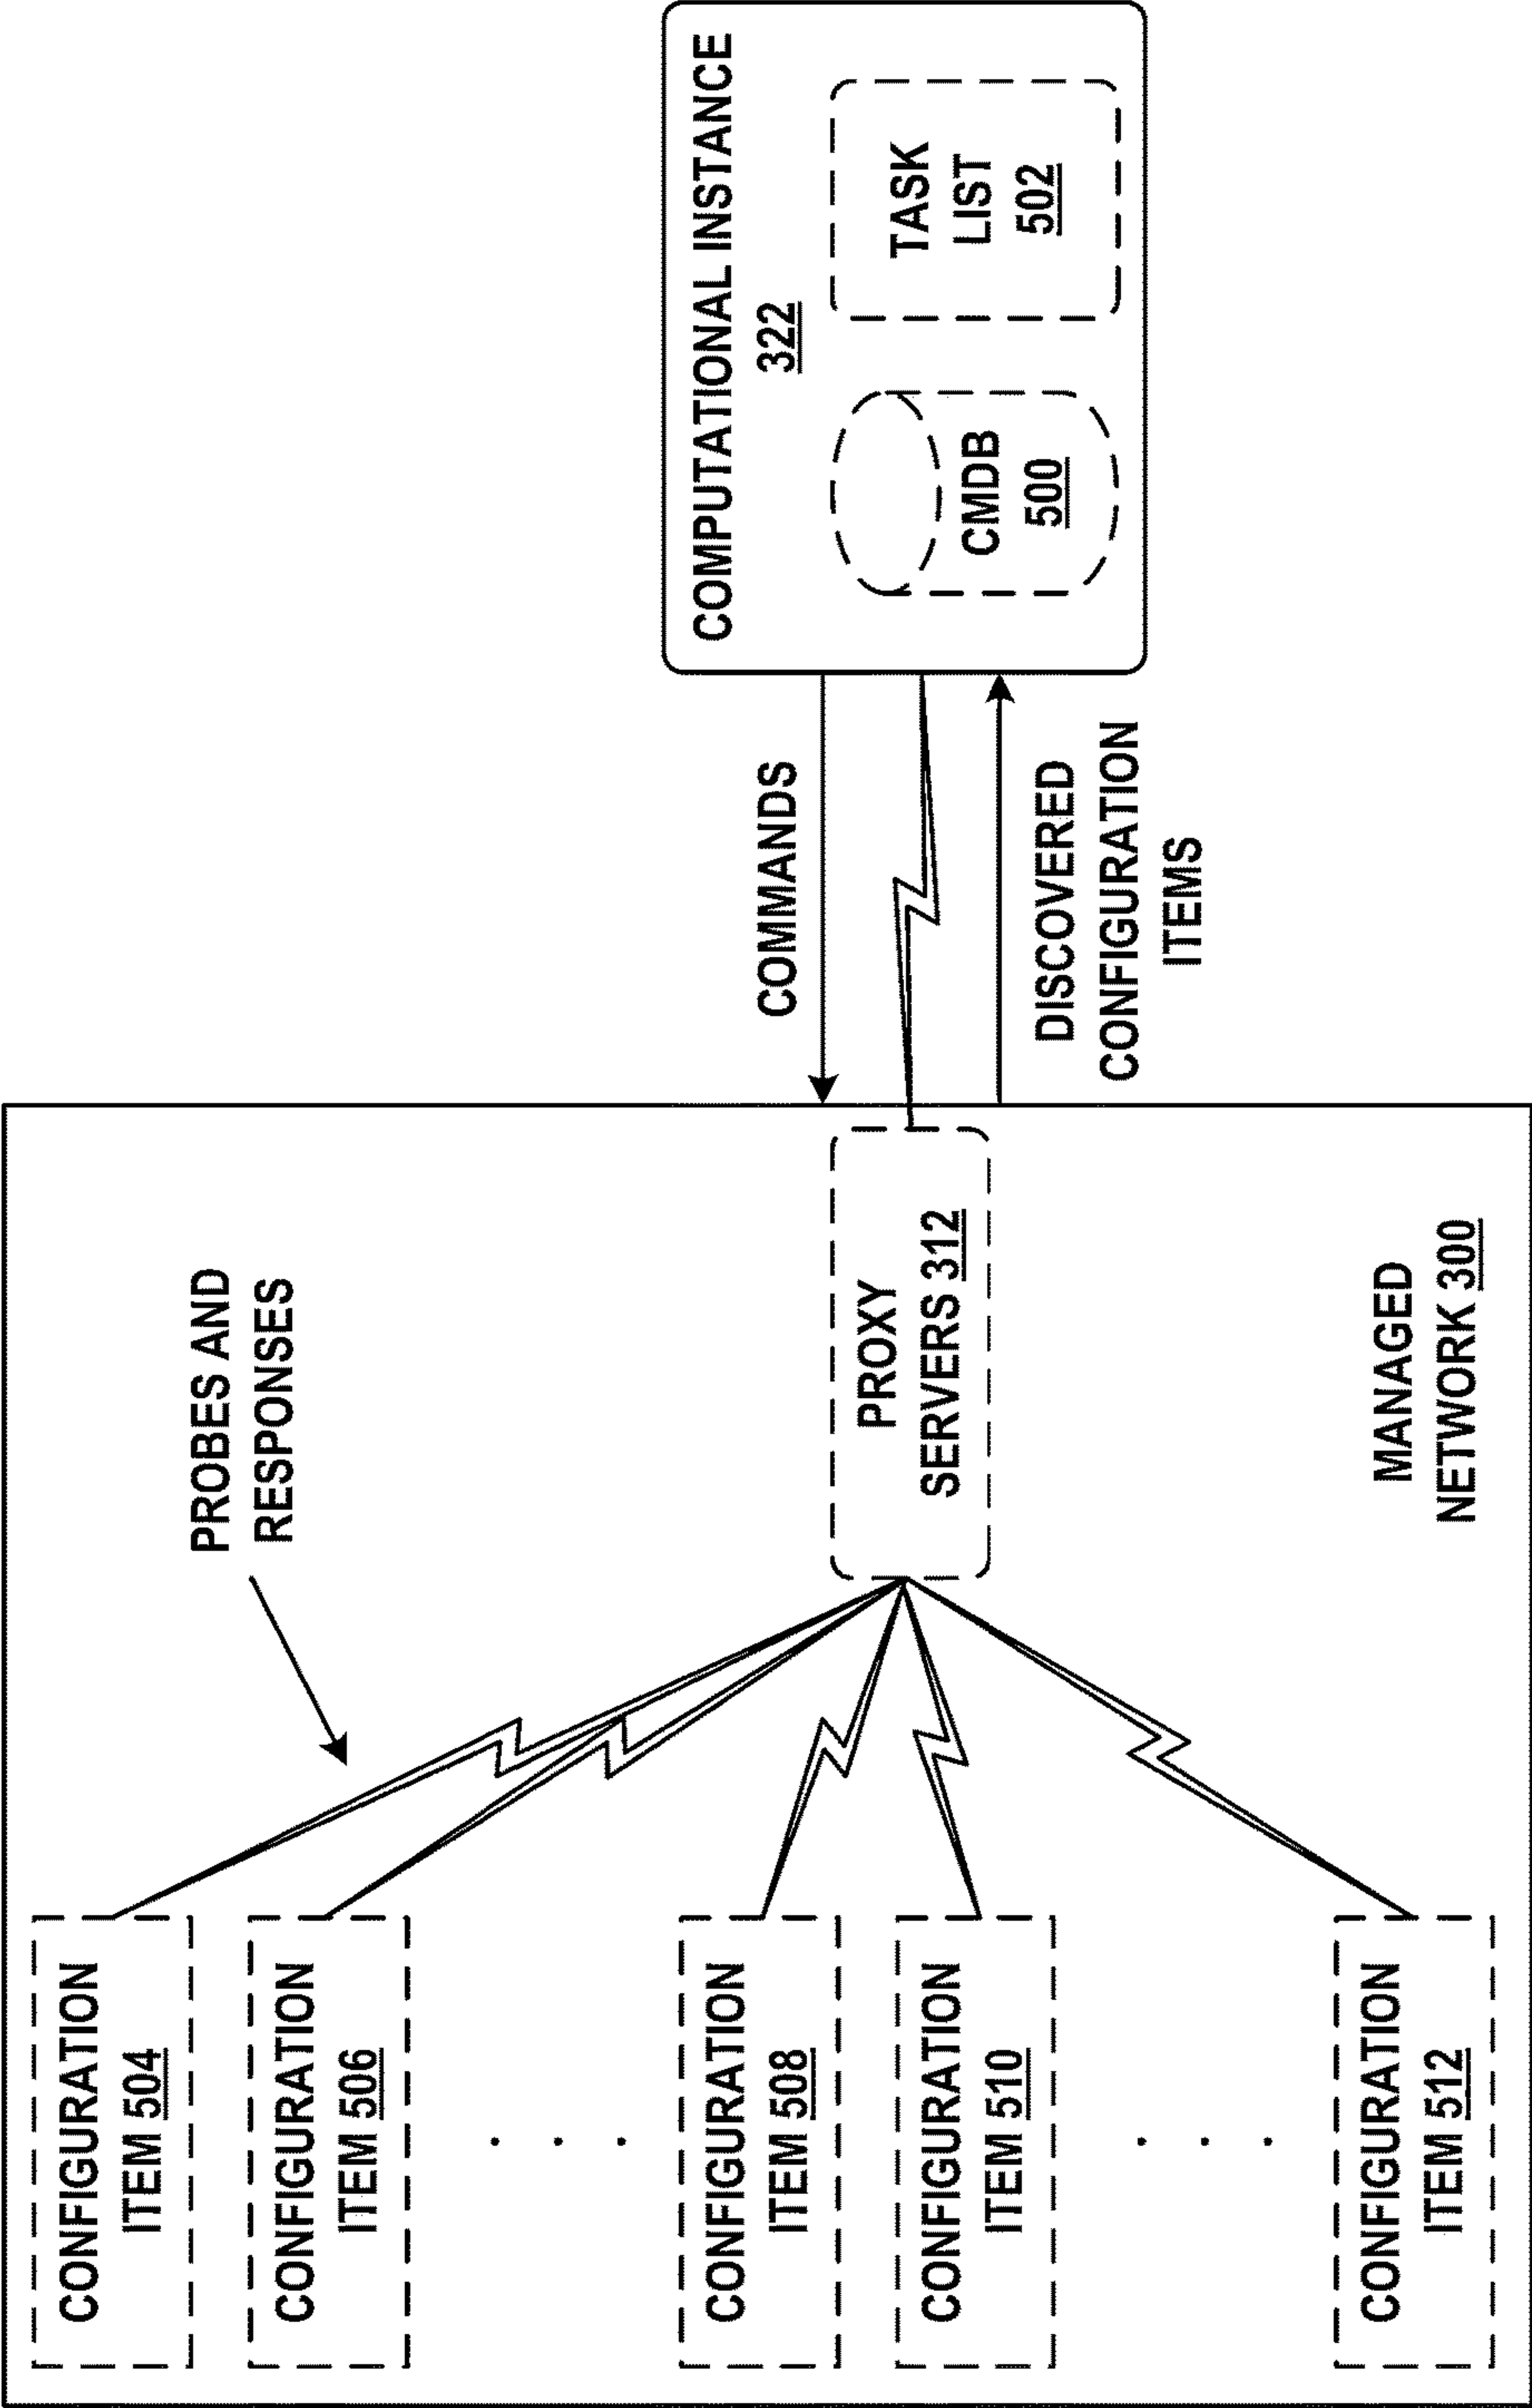 COMPUTATIONAL INSTANCE
322
CMDB
500
TASK
LIST
502
COMMANDS
DISCOVERED
CONFIGURATION
ITEMS
PROBES AND
RESPONSES
PROXY
SERVERS 312
MANAGED
NETWORK 300
CONFIGURATION
ITEM 504
CONFIGURATION
ITEM 506
. . .
CONFIGURATION
ITEM 508
CONFIGURATION
ITEM 510
. . .
CONFIGURATION
ITEM 512